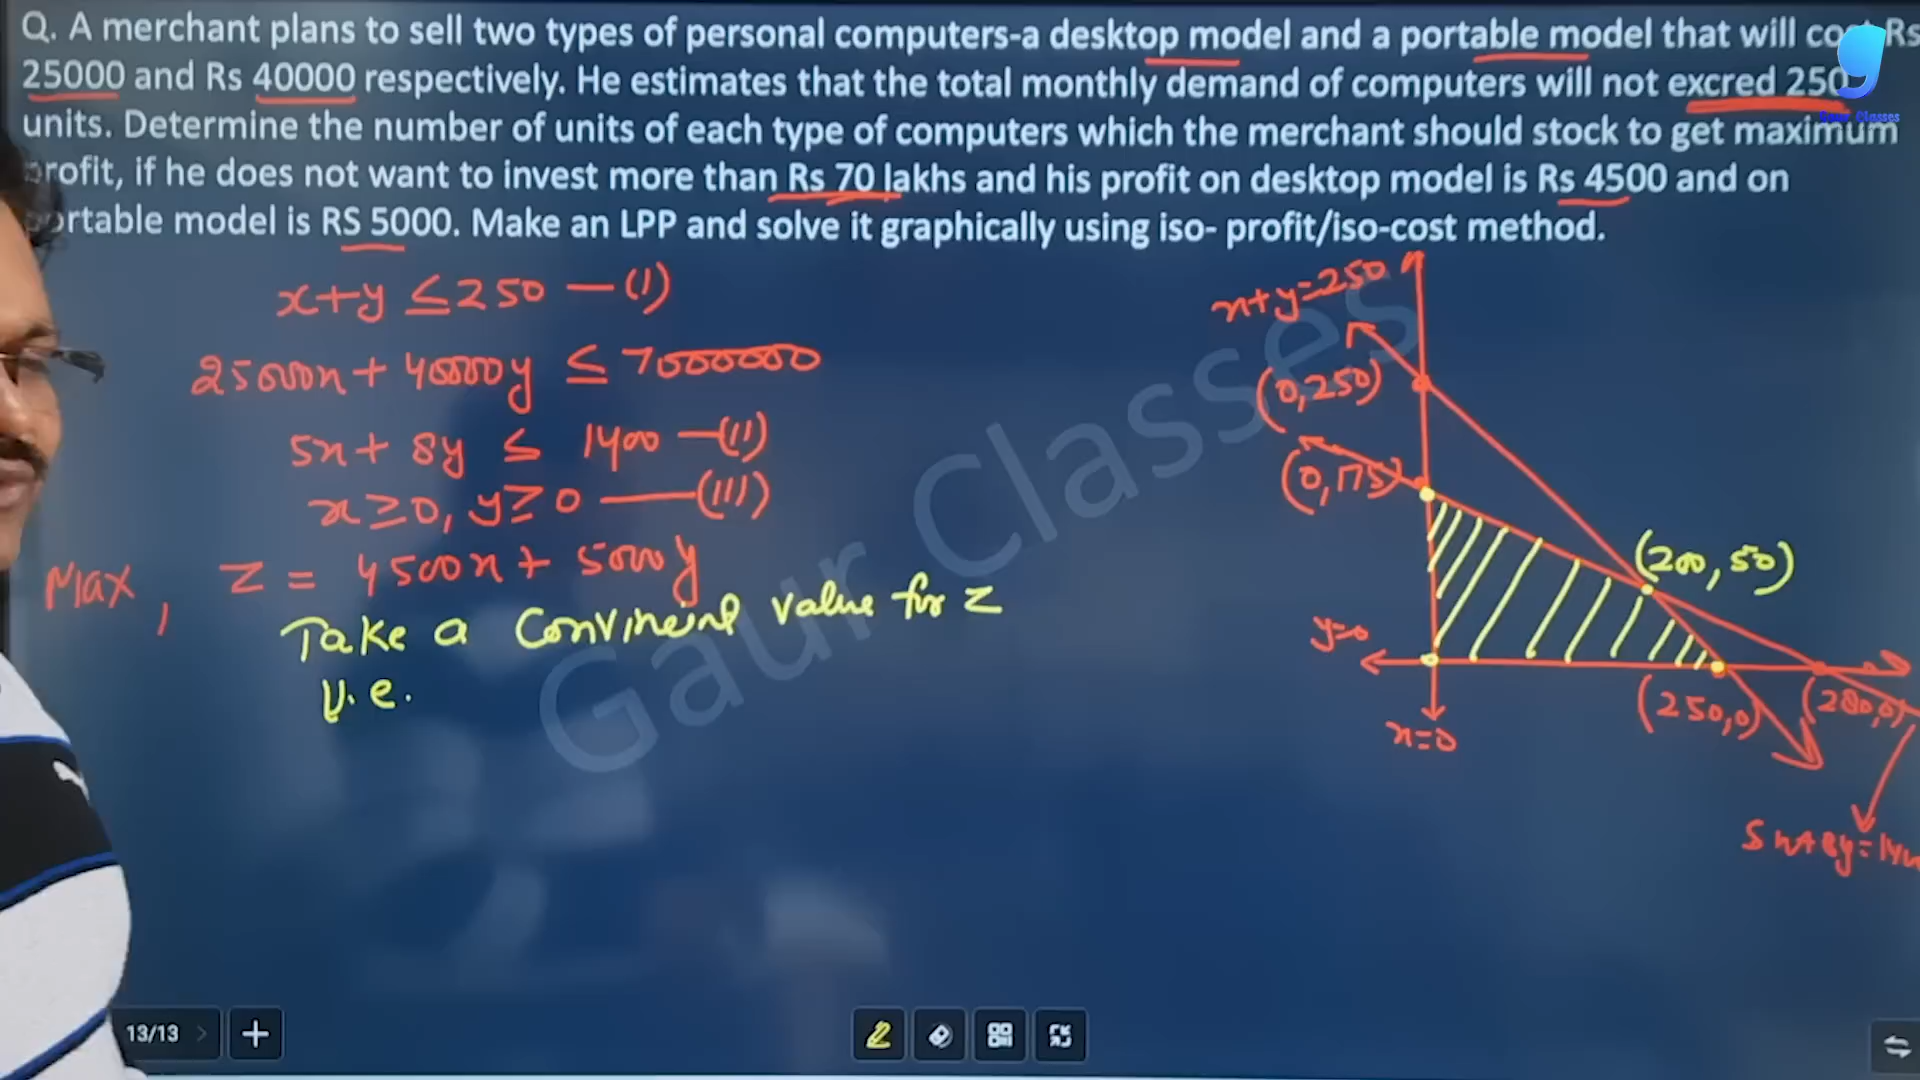 Q. A merchant plans to sell two types of personal computers-a desktop model and a portable model that will cost Rs
25000 and Rs 40000 respectively. He estimates that the total monthly demand of computers will not excred 250
units. Determine the number of units of each type of computers which the merchant should stock to get maximum
profit, if he does not want to invest more than Rs 70 lakhs and his profit on desktop model is Rs 4500 and on
portable model is RS 5000. Make an LPP and solve it graphically using iso- profit/iso-cost method.
Gaur Classes
x+y ≤ 250 —(I)
25000x + 40000y ≤ 7000000
5x + 8y ≤ 1400 —(II)
x ≥ 0, y ≥ 0 ——(III)
Max, Z = 4500x + 5000y
Take a Convineint value for Z
x+y=250
(0,250)
(0,175)
(200,50)
y=0
(250,0)
(280,0)
x=0
Gaur Classes
13/13